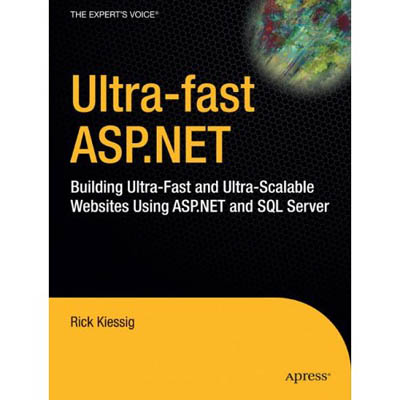 THE EXPERT'S VOICE®
Ultra-fast
ASP.NET
Building Ultra-Fast and Ultra-Scalable
Websites Using ASP.NET and SQL Server
Rick Kiessig
Apress®